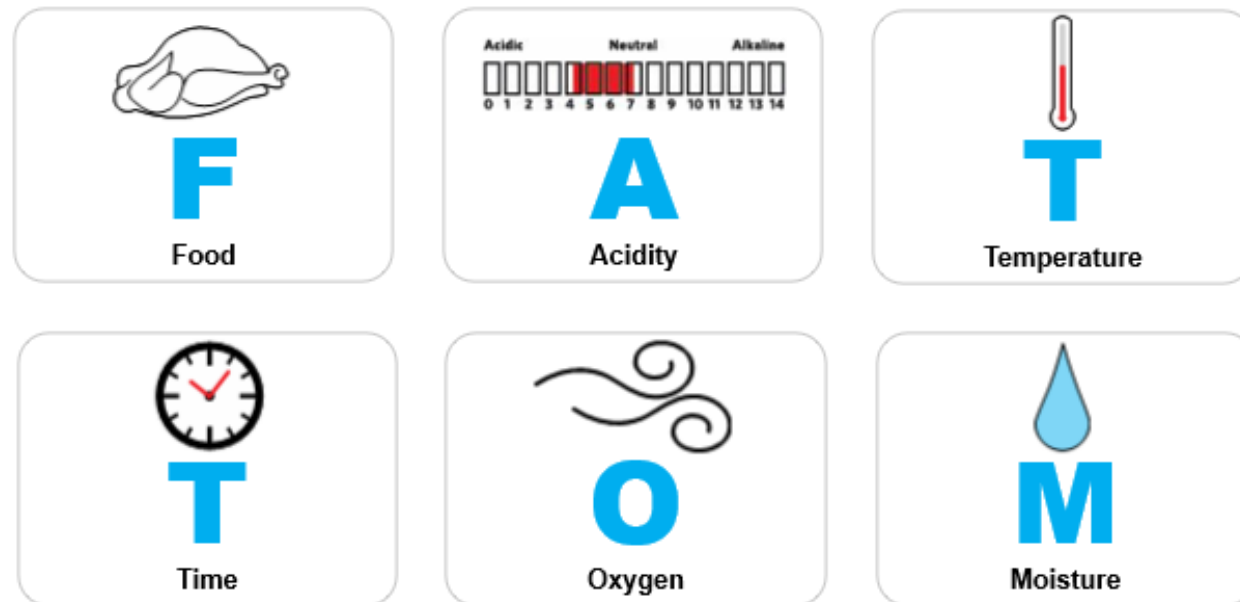 Acidic Neutral Alkaline
0 1 2 3 4 5 6 7 8 9 10 11 12 13 14
F
A
T
Food
Acidity
Temperature
T
O
M
Time
Oxygen
Moisture